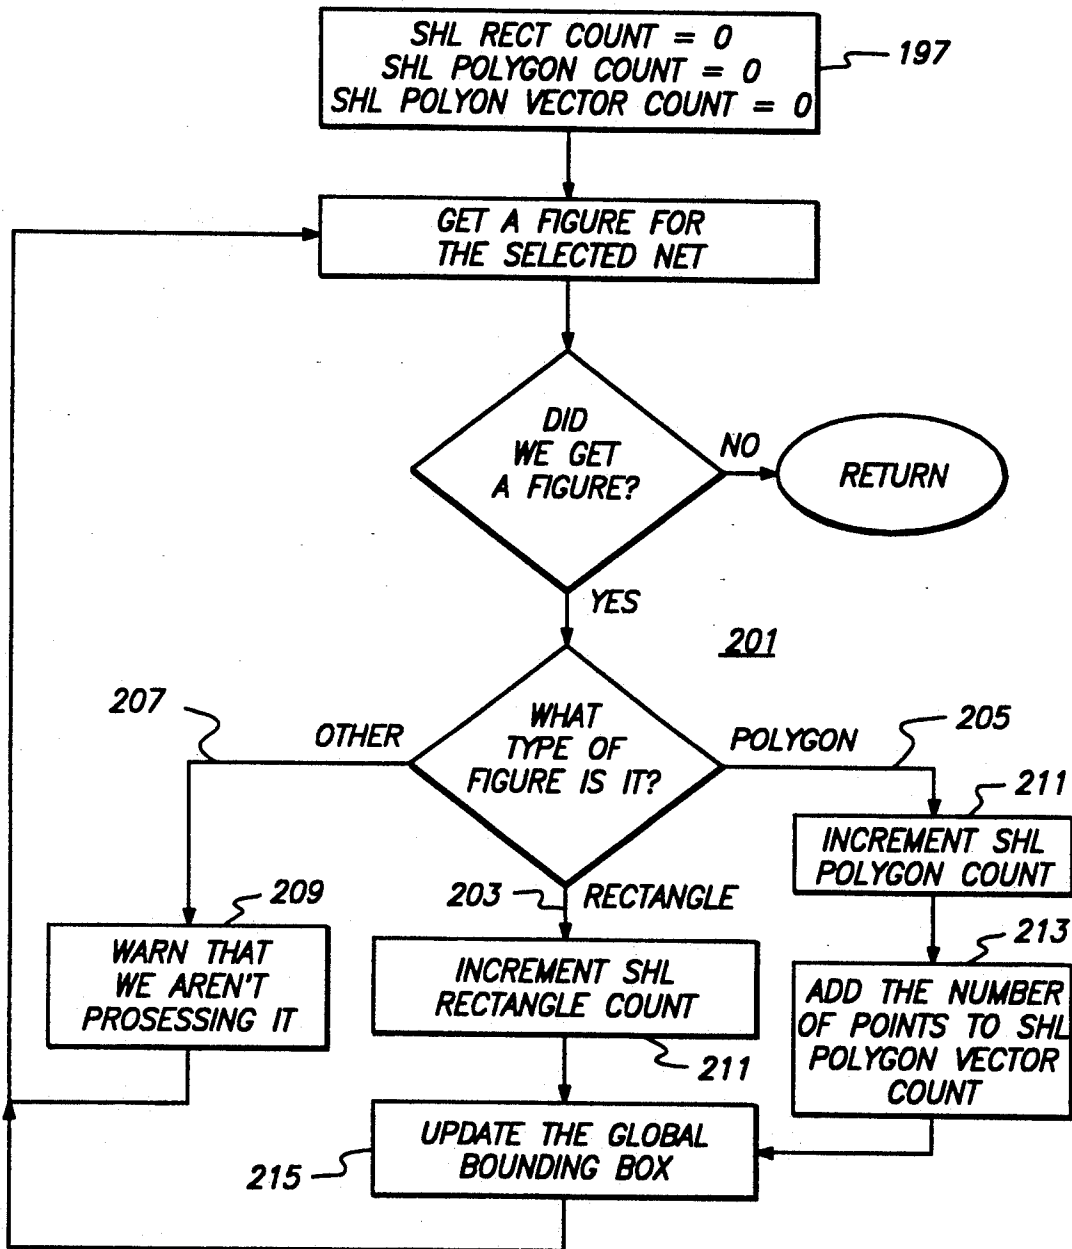 SHL RECT COUNT = 0
SHL POLYGON COUNT = 0
SHL POLYON VECTOR COUNT = 0
197
GET A FIGURE FOR
THE SELECTED NET
DID
WE GET
A FIGURE?
NO
RETURN
YES
201
WHAT
TYPE OF
FIGURE IS IT?
207
OTHER
POLYGON
205
211
INCREMENT SHL
POLYGON COUNT
203
RECTANGLE
209
WARN THAT
WE AREN'T
PROSESSING IT
INCREMENT SHL
RECTANGLE COUNT
211
213
ADD THE NUMBER
OF POINTS TO SHL
POLYGON VECTOR
COUNT
UPDATE THE GLOBAL
BOUNDING BOX
215